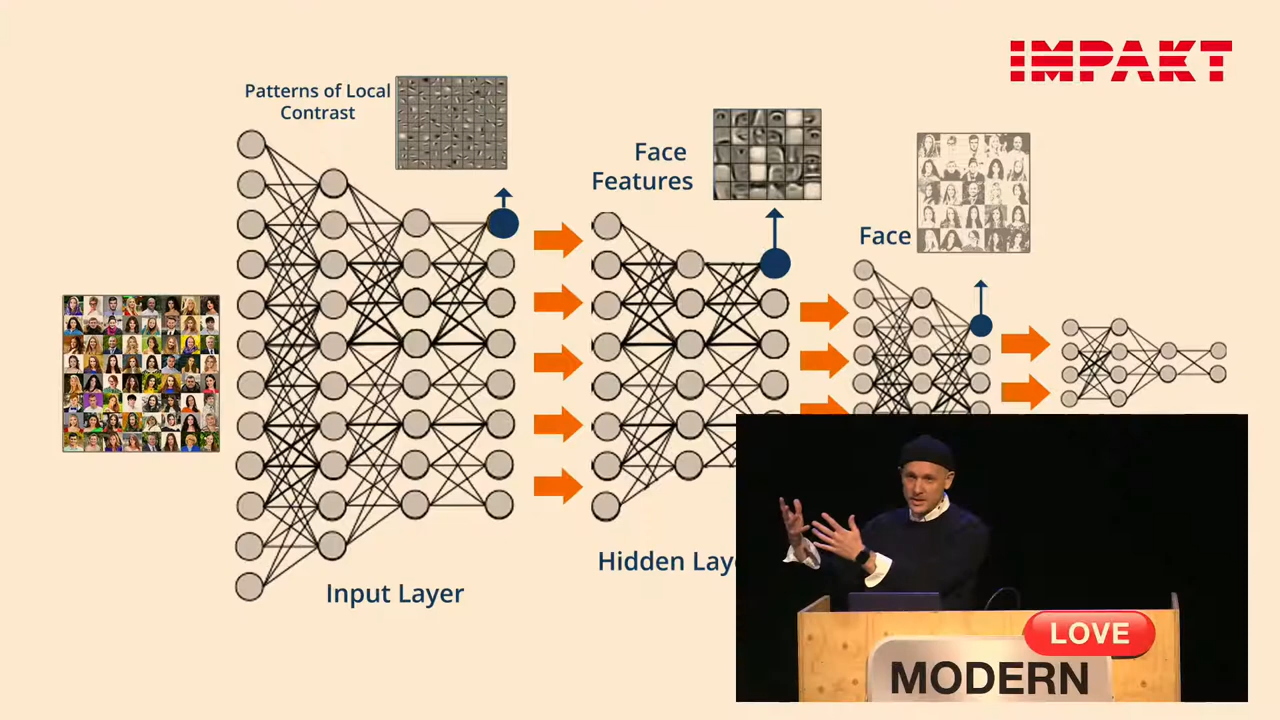 IMPAKT
Patterns of Local
Contrast
Face
Features
Face
Input Layer
Hidden Lay
LOVE
MODERN